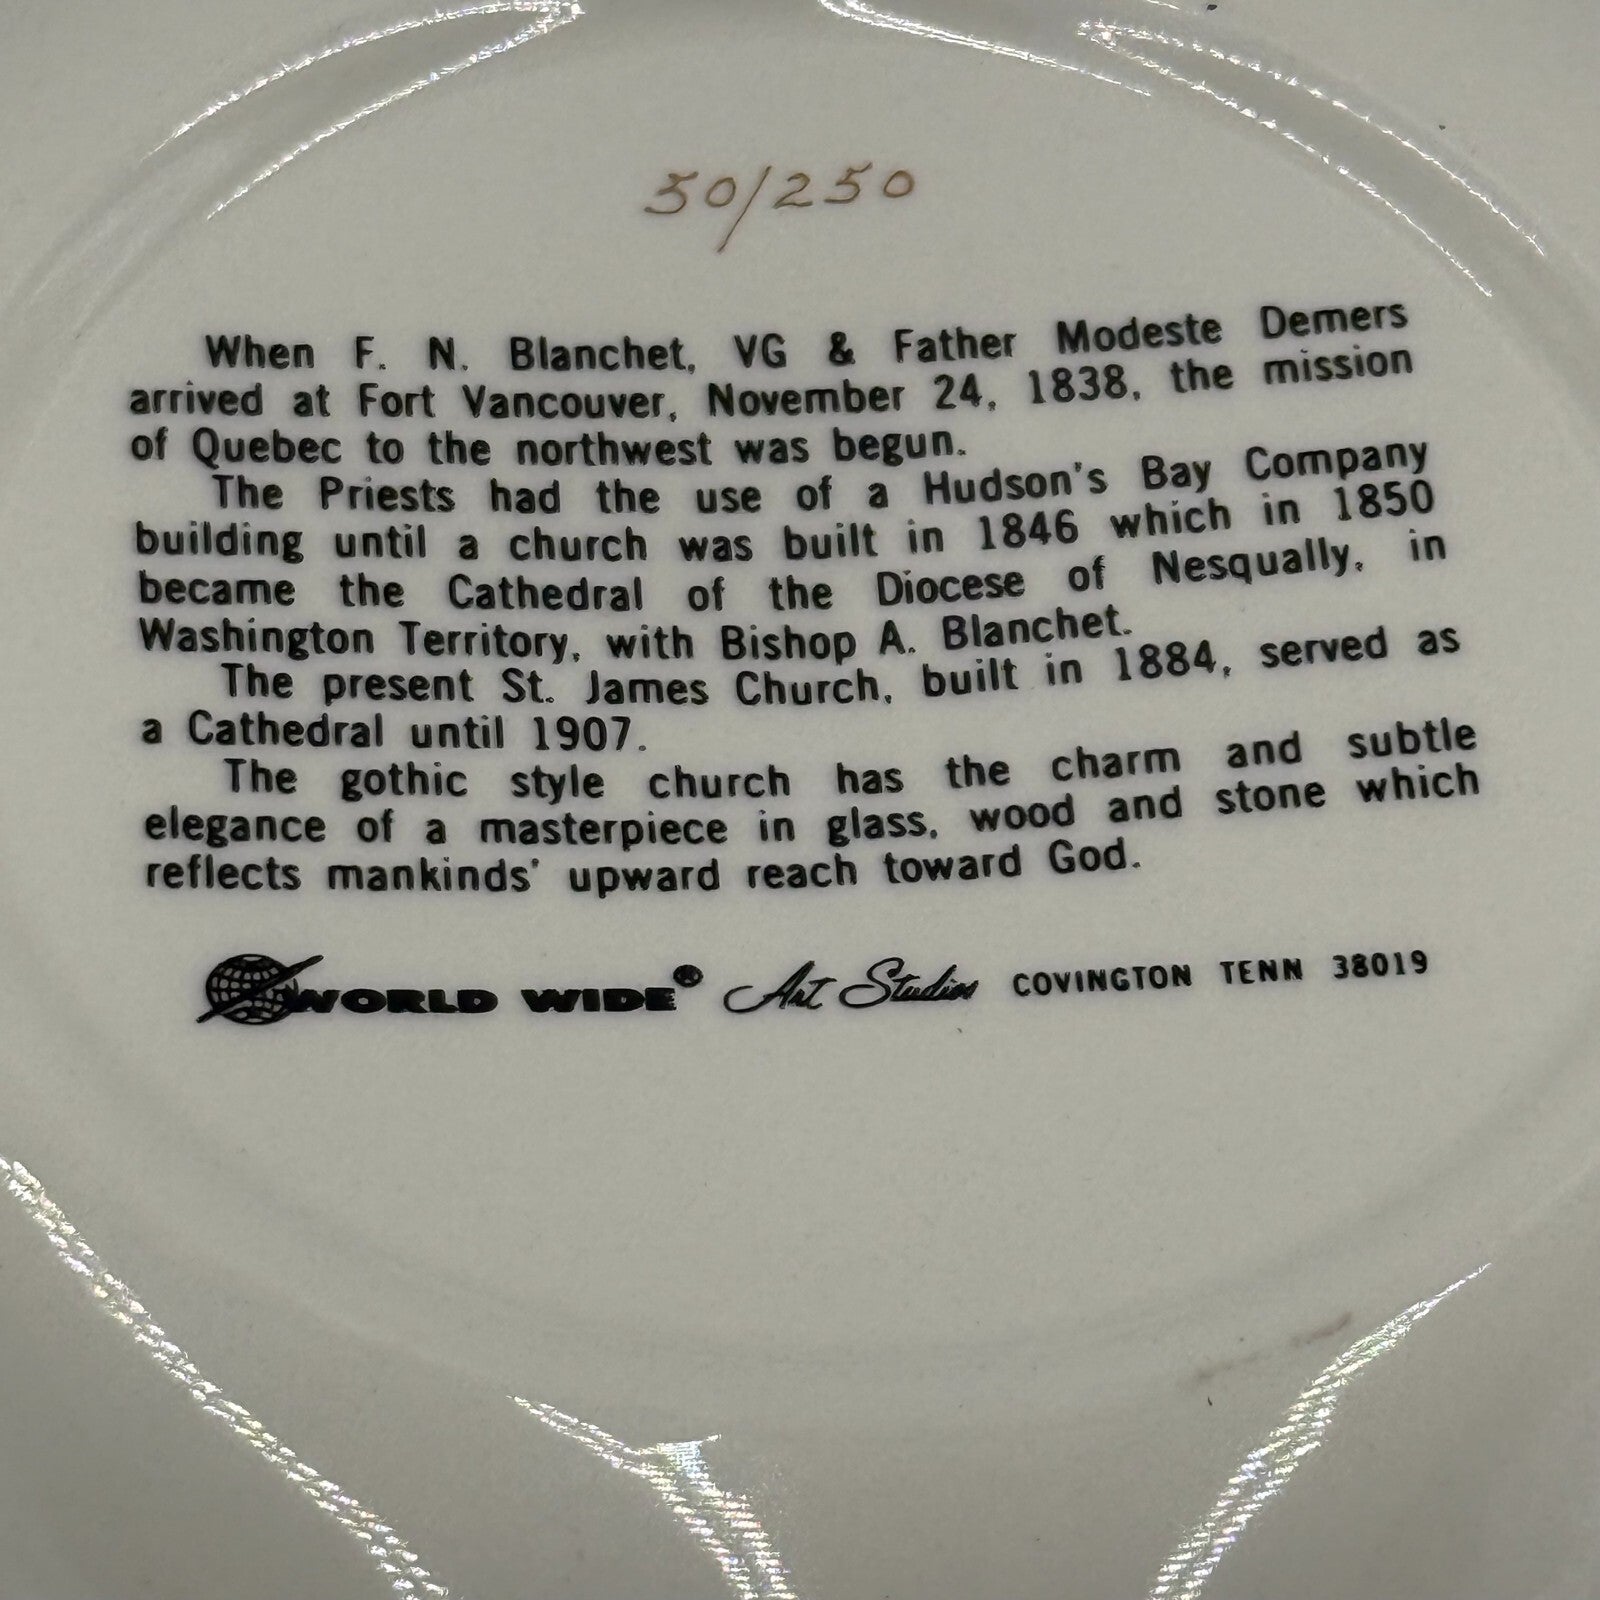 50/250
When F. N. Blanchet, VG & Father Modeste Demers
arrived at Fort Vancouver, November 24, 1838, the mission
of Quebec to the northwest was begun.
The Priests had the use of a Hudson's Bay Company
building until a church was built in 1846 which in 1850
became the Cathedral of the Diocese of Nesqually, in
Washington Territory, with Bishop A. Blanchet.
The present St. James Church, built in 1884, served as
a Cathedral until 1907.
The gothic style church has the charm and subtle
elegance of a masterpiece in glass, wood and stone which
reflects mankinds' upward reach toward God.
WORLD WIDE® Art Studios COVINGTON TENN 38019